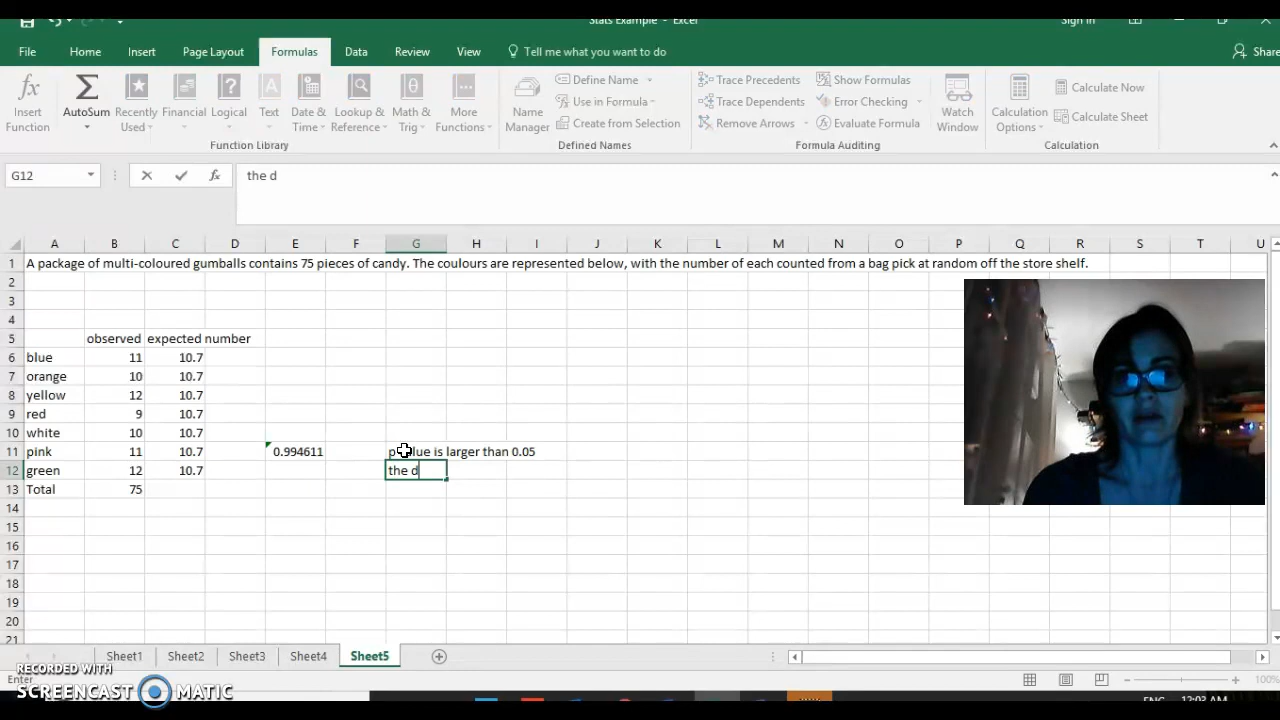 Stats Example - Excel
Sign in
File Home Insert Page Layout Formulas Data Review View Tell me what you want to do Share
Insert Function
AutoSum
Recently Used
Financial
Logical
Text
Date & Time
Lookup & Reference
Math & Trig
More Functions
Function Library
Name Manager
Define Name
Use in Formula
Create from Selection
Defined Names
Trace Precedents
Trace Dependents
Remove Arrows
Show Formulas
Error Checking
Evaluate Formula
Formula Auditing
Watch Window
Calculation Options
Calculate Now
Calculate Sheet
Calculation
G12 fx the d
A B C D E F G H I J K L M N O P Q R S T U
1 A package of multi-coloured gumballs contains 75 pieces of candy. The coulours are represented below, with the number of each counted from a bag pick at random off the store shelf.
2
3
4
5 observed expected number
6 blue 11 10.7
7 orange 10 10.7
8 yellow 12 10.7
9 red 9 10.7
10 white 10 10.7
11 pink 11 10.7 0.994611 is larger than 0.05
12 green 12 10.7 the d
13 Total 75
14
15
16
17
18
19
20
21
Sheet1 Sheet2 Sheet3 Sheet4 Sheet5
RECORDED WITH
SCREENCAST MATIC
Enter
100%
ENG 12:03 AM